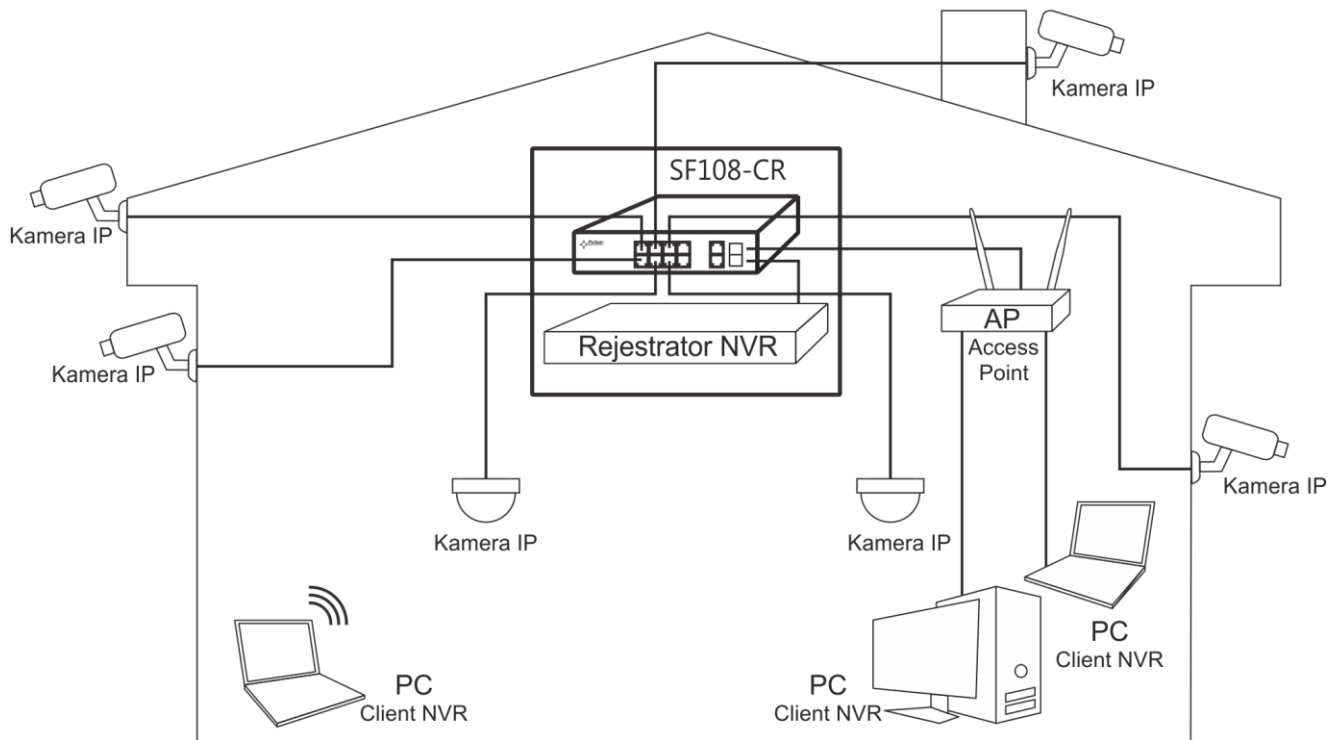 Kamera IP
SF108-CR
Kamera IP
Pulsar
Rejestrator NVR
AP
Access
Point
Kamera IP
Kamera IP
Kamera IP
Kamera IP
PC
Client NVR
PC
Client NVR
PC
Client NVR